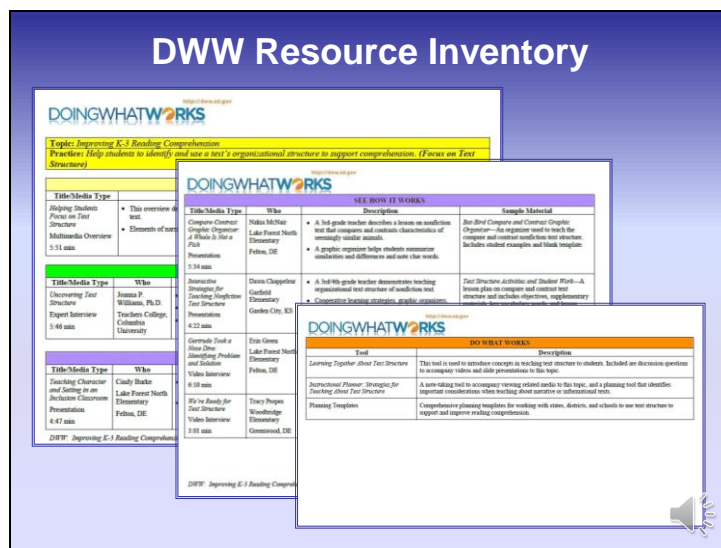 DWW Resource Inventory
http://dww.ed.gov
DOINGWHATWORKS
Topic: Improving K-3 Reading Comprehension
Practice: Help students to identify and use a text's organizational structure to support comprehension. (Focus on Text
Structure)
Title/Media Type
Helping Students
Focus on Text
Structure
Multimedia Overview
5:51 min
• This overview de
text.
• Elements of narr
Title/Media Type Who
Uncovering Text
Structure
Expert Interview
5:46 min
Joanna P.
Williams, Ph.D.
Teachers College,
Columbia
University
Title/Media Type Who
Teaching Character
and Setting in an
Inclusion Classroom
Presentation
4:47 min
Cindy Burke
Lake Forest North
Elementary
Felton, DE
DWW: Improving K-3 Reading Comprehensi
http://dww.ed.gov
DOINGWHATWORKS
SEE HOW IT WORKS
Title/Media Type Who Description Sample Material
Compare-Contrast
Graphic Organizer:
A Whale Is Not a
Fish
Presentation
5:34 min
Nakia McNair
Lake Forest North
Elementary
Felton, DE
• A 3rd-grade teacher describes a lesson on nonfiction
text that compares and contrasts characteristics of
seemingly similar animals.
• A graphic organizer helps students summarize
similarities and differences and note clue words.
Bat-Bird Compare and Contrast Graphic
Organizer—An organizer used to teach the
compare and contrast nonfiction text structure.
Includes student examples and blank template.
Interactive
Strategies for
Teaching Nonfiction
Text Structure
Presentation
4:22 min
Dawn Chappelear
Garfield
Elementary
Garden City, KS
• A 3rd/4th-grade teacher demonstrates teaching
organizational text structure of nonfiction text.
• Cooperative learning strategies, graphic organizers,
Text Structure Activities and Student Work—A
lesson plan on compare and contrast text
structure and includes objectives, supplementary
Gertrude Took a
Nose Dive:
Identifying Problem
and Solution
Video Interview
6:10 min
Erin Green
Lake Forest North
Elementary
Felton, DE
We're Ready for
Text Structure
Video Interview
3:01 min
Tracy Propes
Woodbridge
Elementary
Greenwood, DE
DWW: Improving K-3 Reading Compreh
http://dww.ed.gov
DOINGWHATWORKS
DO WHAT WORKS
Tool Description
Learning Together About Text Structure
This tool is used to introduce concepts in teaching text structure to students. Included are discussion questions
to accompany videos and slide presentations to this topic.
Instructional Planner: Strategies for
Teaching About Text Structure
A note-taking tool to accompany viewing related media to this topic, and a planning tool that identifies
important considerations when teaching about narrative or informational texts.
Planning Templates
Comprehensive planning templates for working with states, districts, and schools to use text structure to
support and improve reading comprehension.